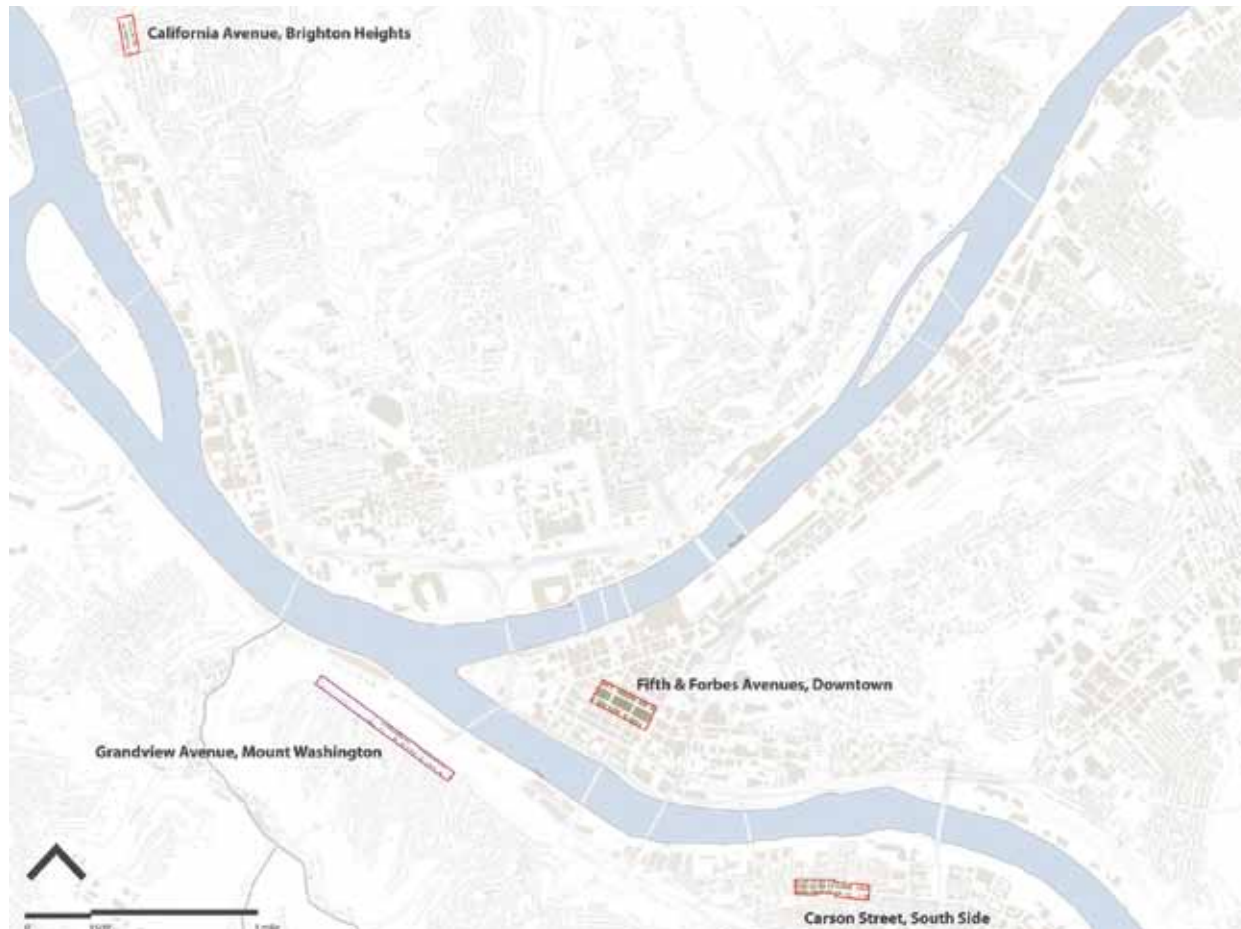 California Avenue, Brighton Heights
Fifth & Forbes Avenues, Downtown
Grandview Avenue, Mount Washington
Carson Street, South Side